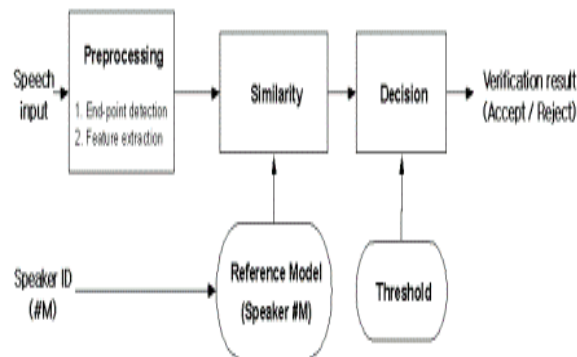 Speech
input
Preprocessing
1. End-point detection
2. Feature extraction
Similarity
Decision
Verification result
(Accept / Reject)
Speaker ID
(#M)
Reference Model
(Speaker #M)
Threshold